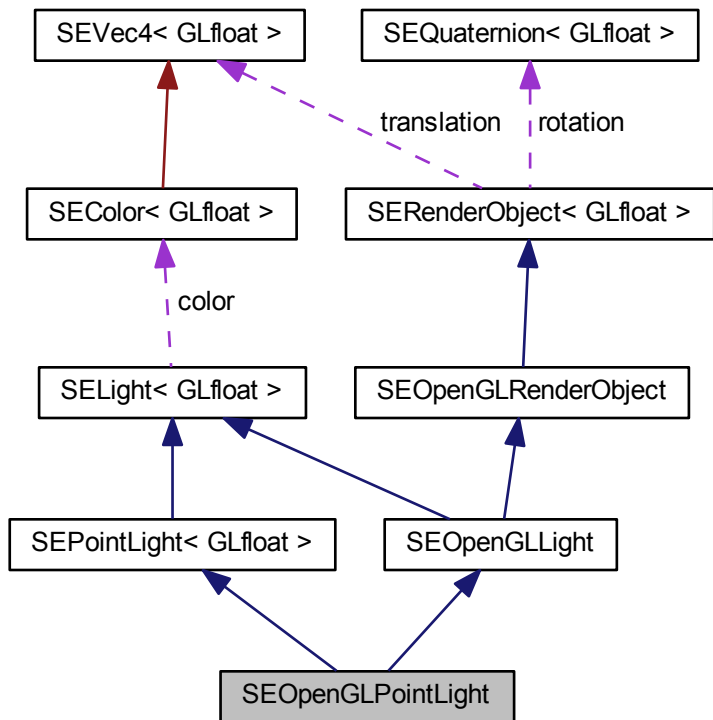 SEVec4< GLfloat >
SEQuaternion< GLfloat >
translation
rotation
SEColor< GLfloat >
SERenderObject< GLfloat >
color
SELight< GLfloat >
SEOpenGLRenderObject
SEPointLight< GLfloat >
SEOpenGLLight
SEOpenGLPointLight